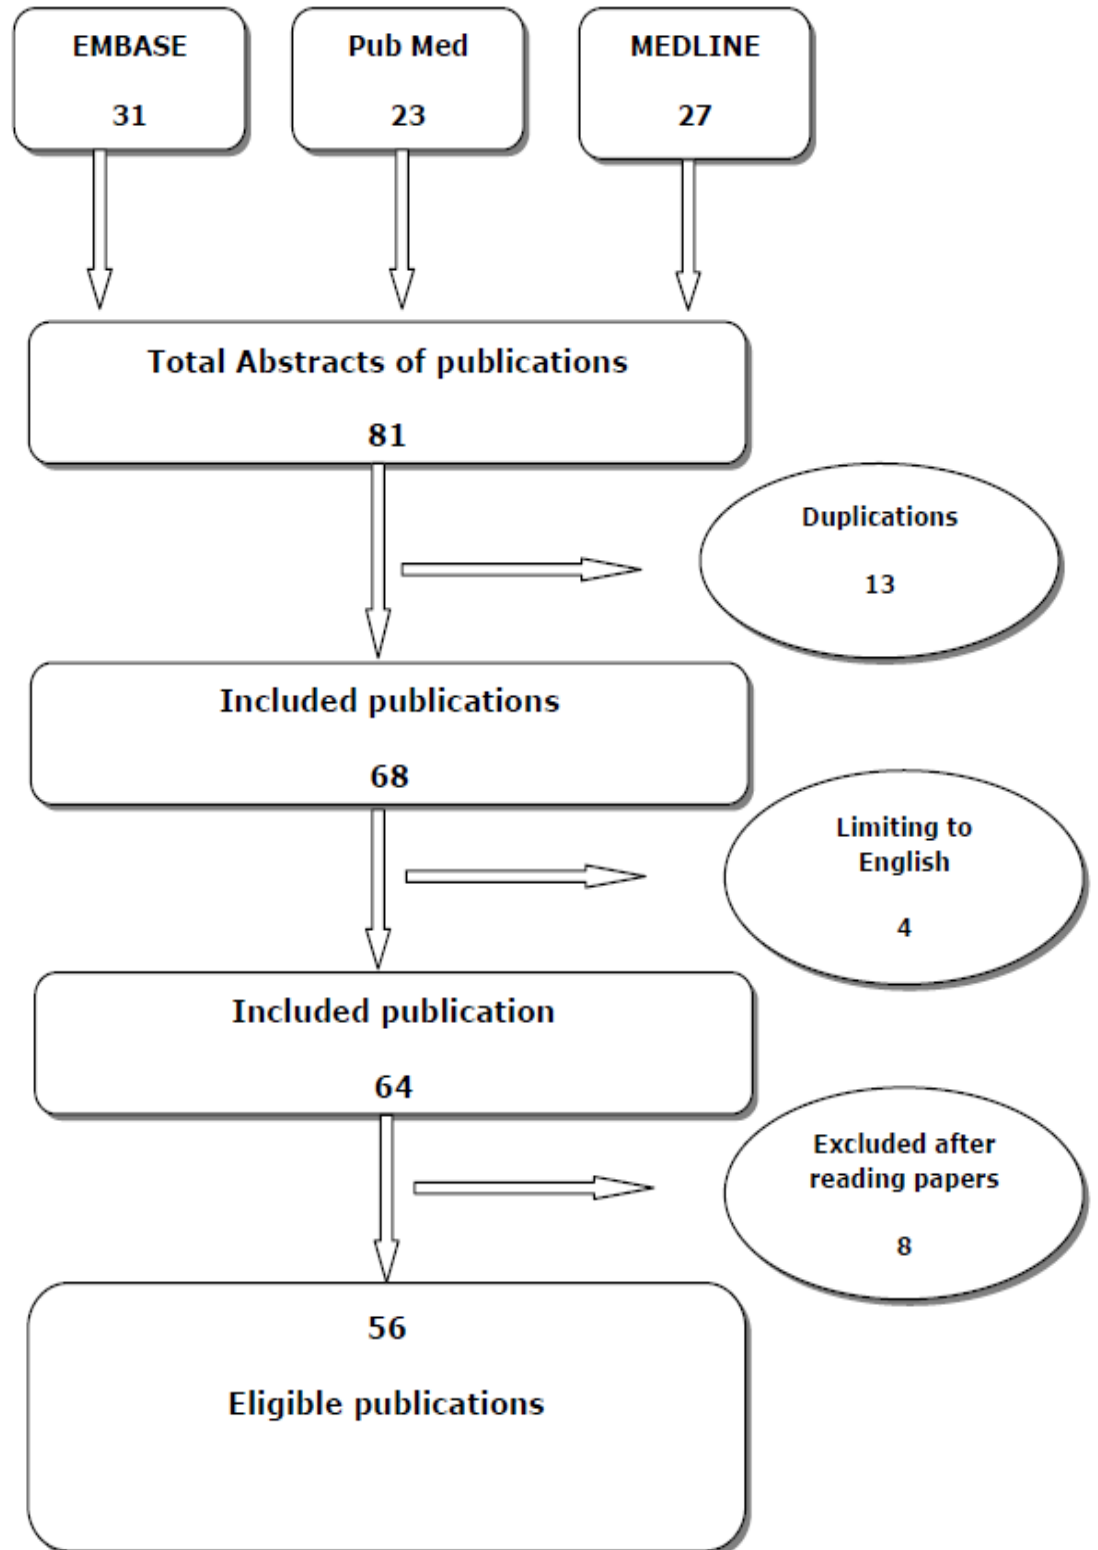 EMBASE
31
Pub Med
23
MEDLINE
27
Total Abstracts of publications
81
Duplications
13
Included publications
68
Limiting to
English
4
Included publication
64
Excluded after
reading papers
8
56
Eligible publications